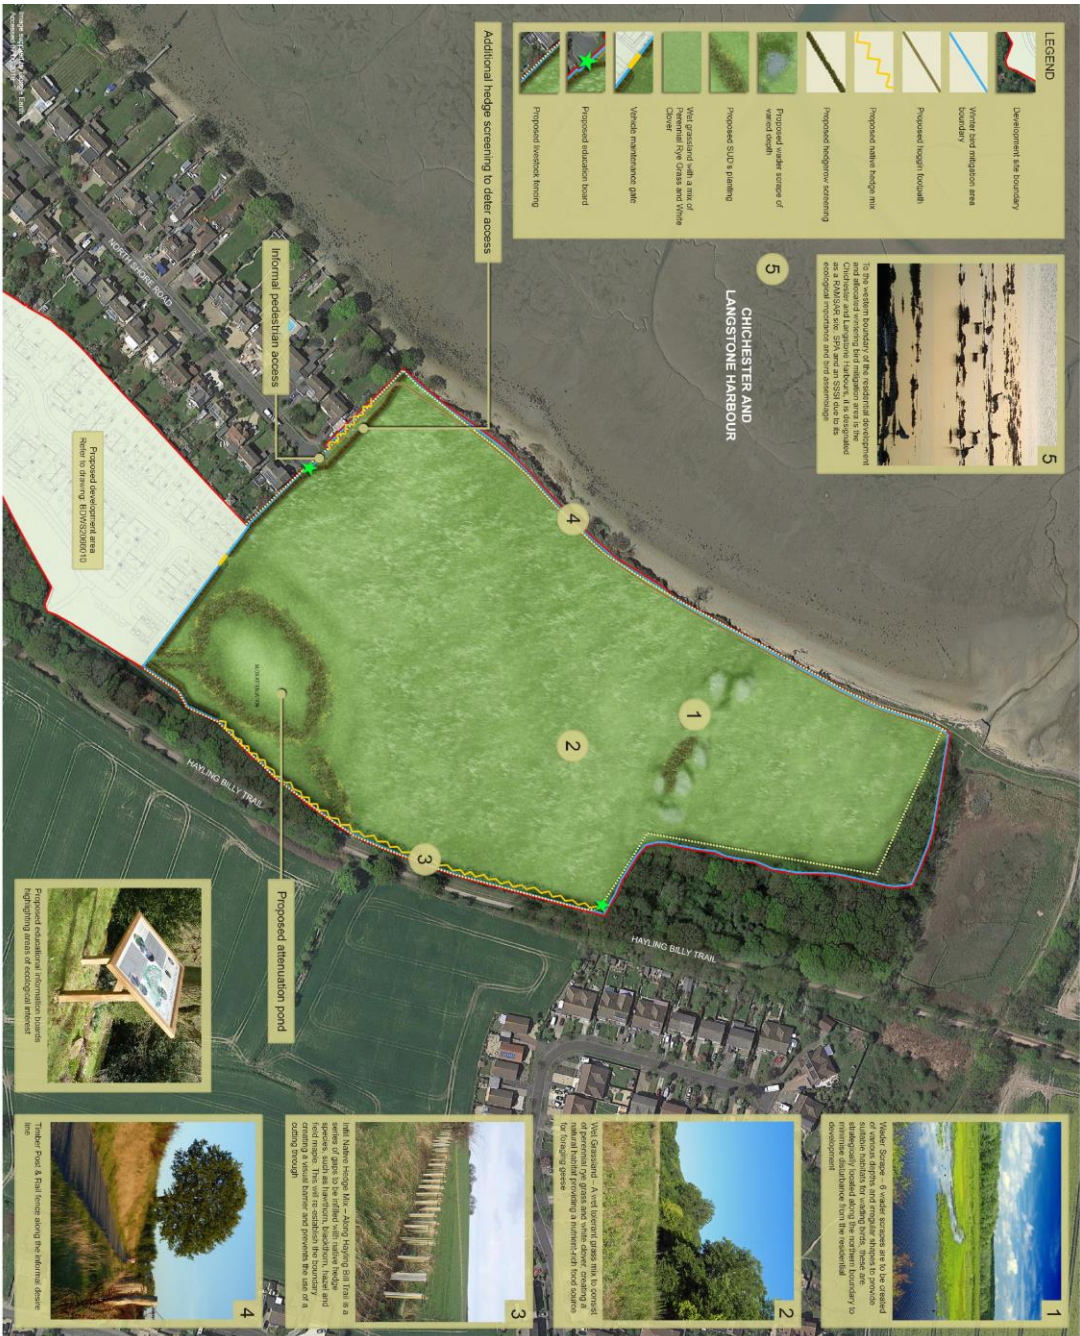 LEGEND
Development site boundary
Winter bird mitigation area
boundary
Proposed hoggin footpath
Proposed native hedge mix
Proposed hedgerow screening
Proposed wader scrape of
varied depth
Proposed SUD's planting
Wet grassland with a mix of
Perennial Rye Grass and White
Clover
Vehicle maintenance gate
Proposed education board
Proposed livestock fencing
5
To the western boundary of the residential development
and allocated wintering bird mitigation area is the
Chichester and Langstone Harbours, it is designated
as a RAMSAR site, SPA and an SSSI due to its
ecological importance and bird assemblage
5
CHICHESTER AND
LANGSTONE HARBOUR
Additional hedge screening to deter access
Informal pedestrian access
NORTH SHORE ROAD
4
1
2
3
HAYLING BILLY TRAIL
HAYLING BILLY TRAIL
Proposed attenuation pond
Proposed development area
Refer to drawing: BDWS2066010
Proposed educational information boards
highlighting areas of ecological interest
1
Wader Scrape – 6 wader scrapes are to be created
of various depths and irregular shapes to provide
suitable habitats for wading birds, these are
strategically located along the northern boundary to
minimise disturbance from the residential
development
2
Wet Grassland – A wet tolerant grass mix to consist
of perennial rye grass and white clover, creating a
natural habitat providing a nutrient-rich food source
for foraging geese
3
Infill Native Hedge Mix – Along Hayling Bill Trail is a
series of gaps to be infilled with native hedge
species, such as hawthorn, blackthorn, hazel and
field maple. This will re-establish the boundary
creating a visual barrier and prevents the use of a
cutting through
4
Timber Post & Rail fence along the informal desire
line